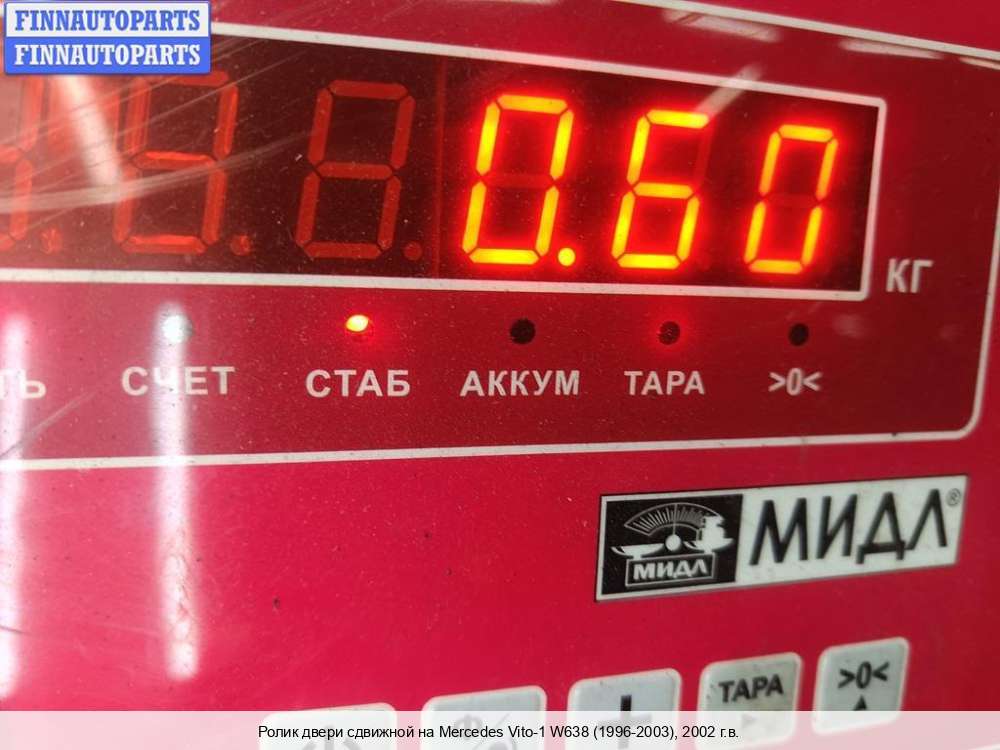 FINNAUTOPARTS
FINNAUTOPARTS
0.60
КГ
ТЬ СЧЕТ СТАБ АККУМ ТАРА >0<
МИДЛ МИДЛ®
+ ТАРА >0<
Ролик двери сдвижной на Mercedes Vito-1 W638 (1996-2003), 2002 г.в.